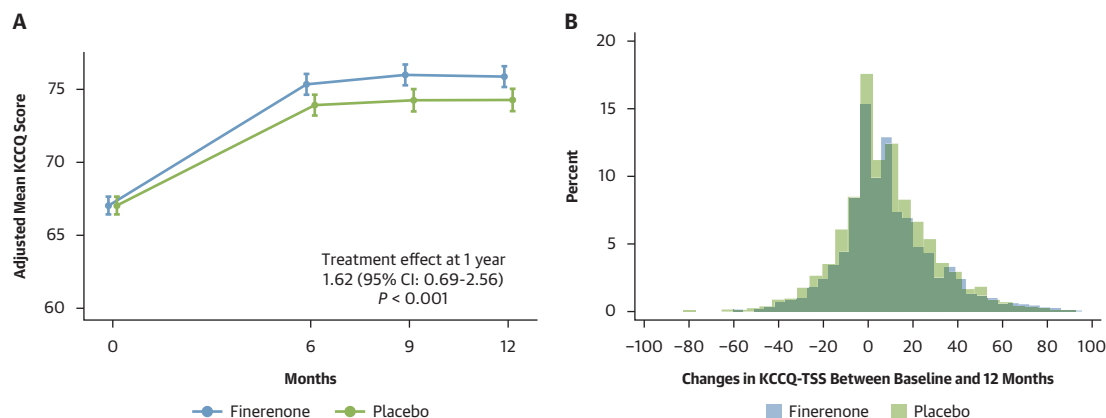 A
Adjusted Mean KCCQ Score
75
70
65
60
Treatment effect at 1 year
1.62 (95% CI: 0.69-2.56)
P < 0.001
0
6
9
12
Months
Finerenone
Placebo
B
Percent
20
15
10
5
0
−100
−80
−60
−40
−20
0
20
40
60
80
100
Changes in KCCQ-TSS Between Baseline and 12 Months
Finerenone
Placebo